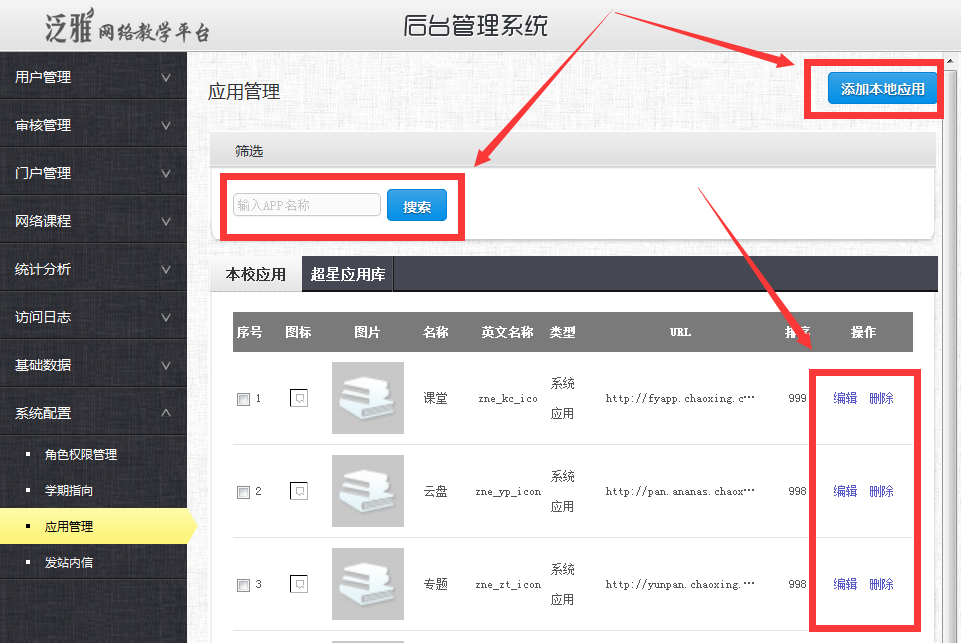 泛雅 网络教学平台
后台管理系统
用户管理
审核管理
门户管理
网络课程
统计分析
访问日志
基础数据
系统配置
角色权限管理
学期指向
应用管理
发站内信
应用管理
添加本地应用
筛选
输入APP名称
搜索
本校应用 超星应用库
序号 图标 图片 名称 英文名称 类型 URL 排序 操作
1 课堂 zne_kc_ico 系统应用 http://fyapp.chaoxing.c… 999 编辑 删除
2 云盘 zne_yp_icon 系统应用 http://pan.ananas.chaox… 998 编辑 删除
3 专题 zne_zt_icon 系统应用 http://yunpan.chaoxing.… 998 编辑 删除